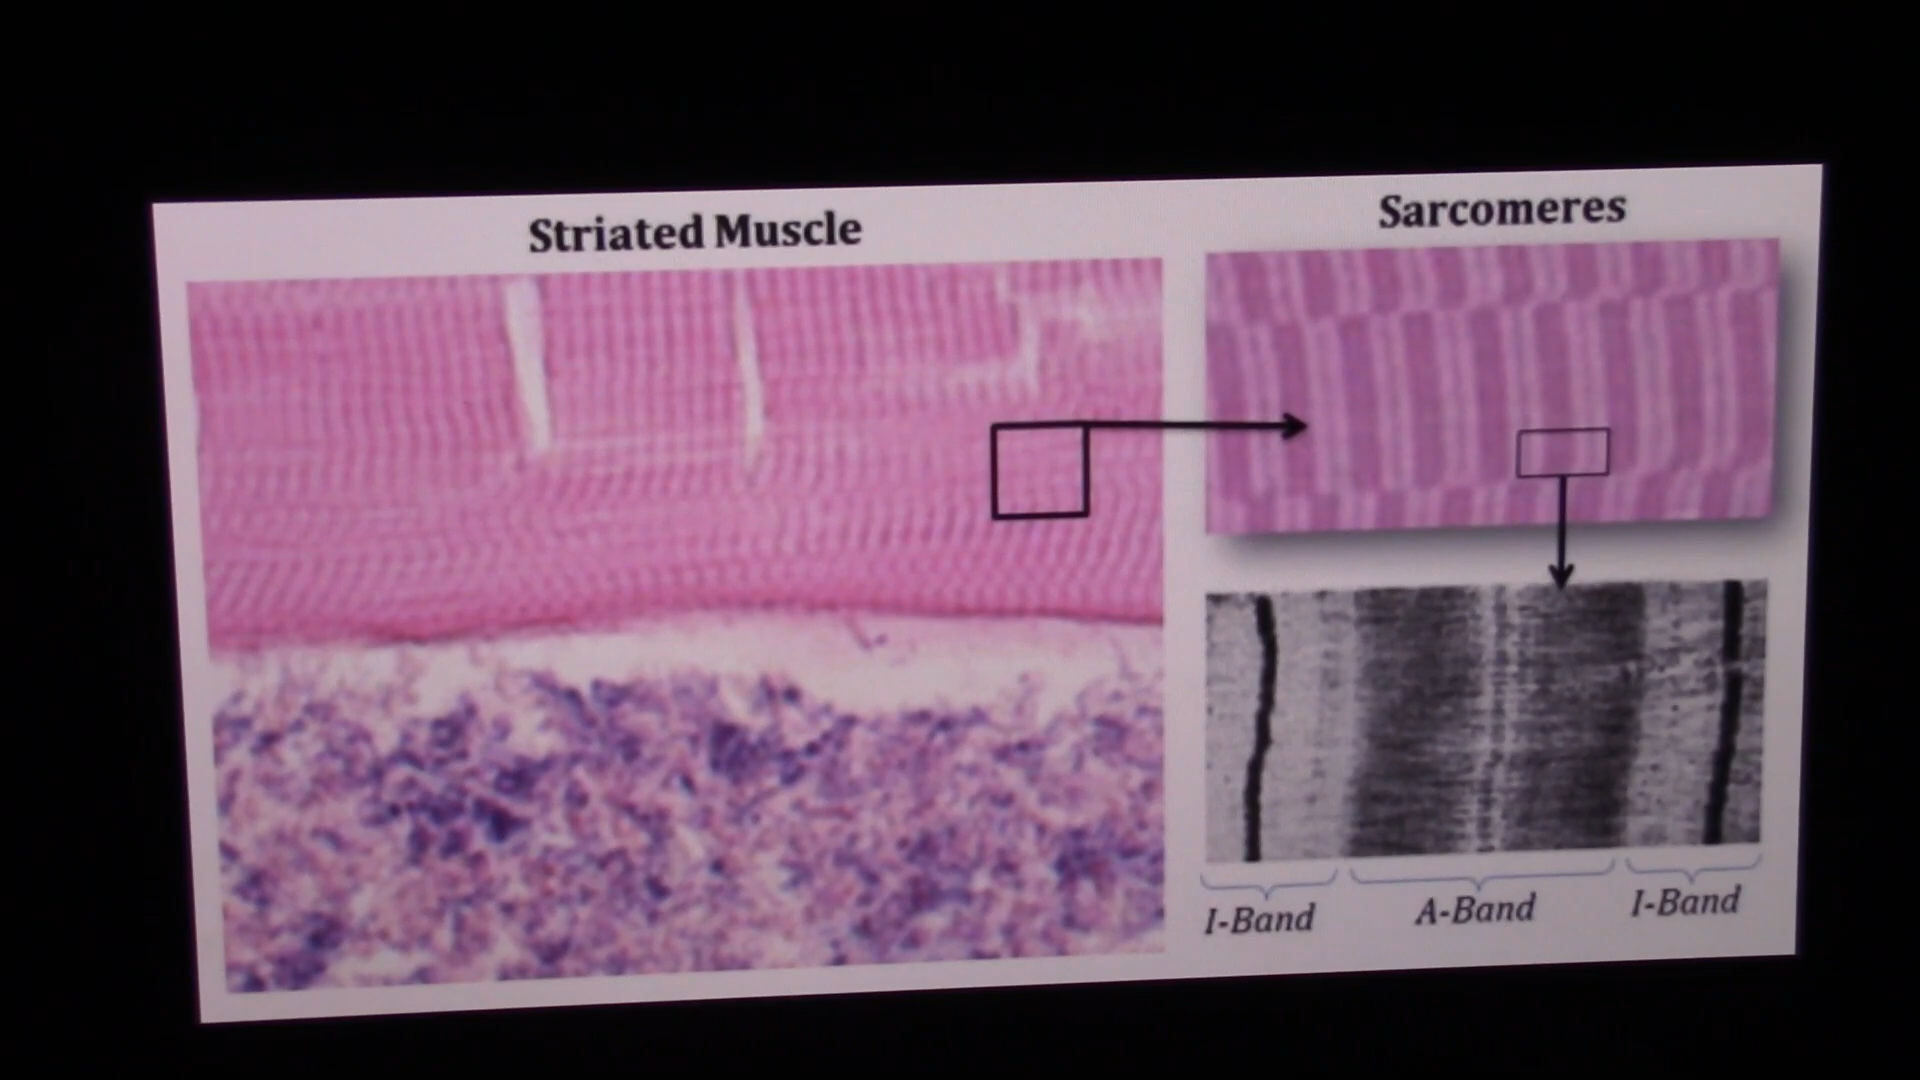 Striated Muscle
Sarcomeres
I-Band
A-Band
I-Band